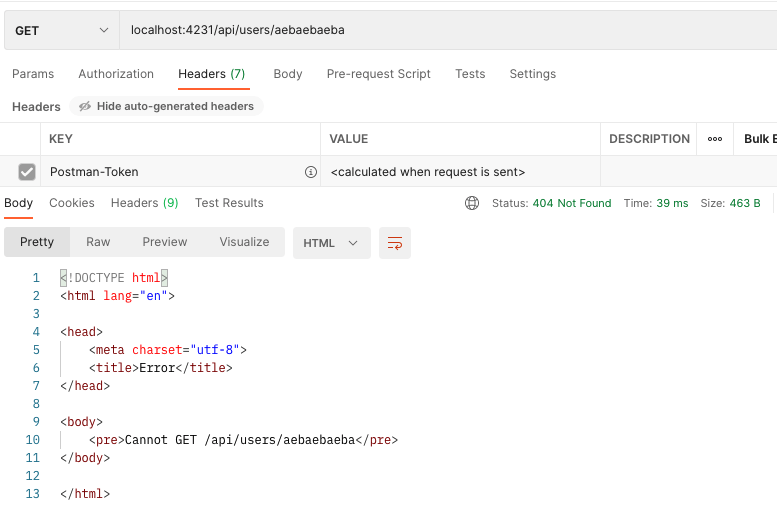 GET localhost:4231/api/users/aebaebaeba
Params Authorization Headers (7) Body Pre-request Script Tests Settings
Headers Hide auto-generated headers
KEY VALUE DESCRIPTION ooo Bulk E
Postman-Token <calculated when request is sent>
Body Cookies Headers (9) Test Results Status: 404 Not Found Time: 39 ms Size: 463 B
Pretty Raw Preview Visualize HTML
1 <!DOCTYPE html>
2 <html lang="en">
3
4 <head>
5 <meta charset="utf-8">
6 <title>Error</title>
7 </head>
8
9 <body>
10 <pre>Cannot GET /api/users/aebaebaeba</pre>
11 </body>
12
13 </html>